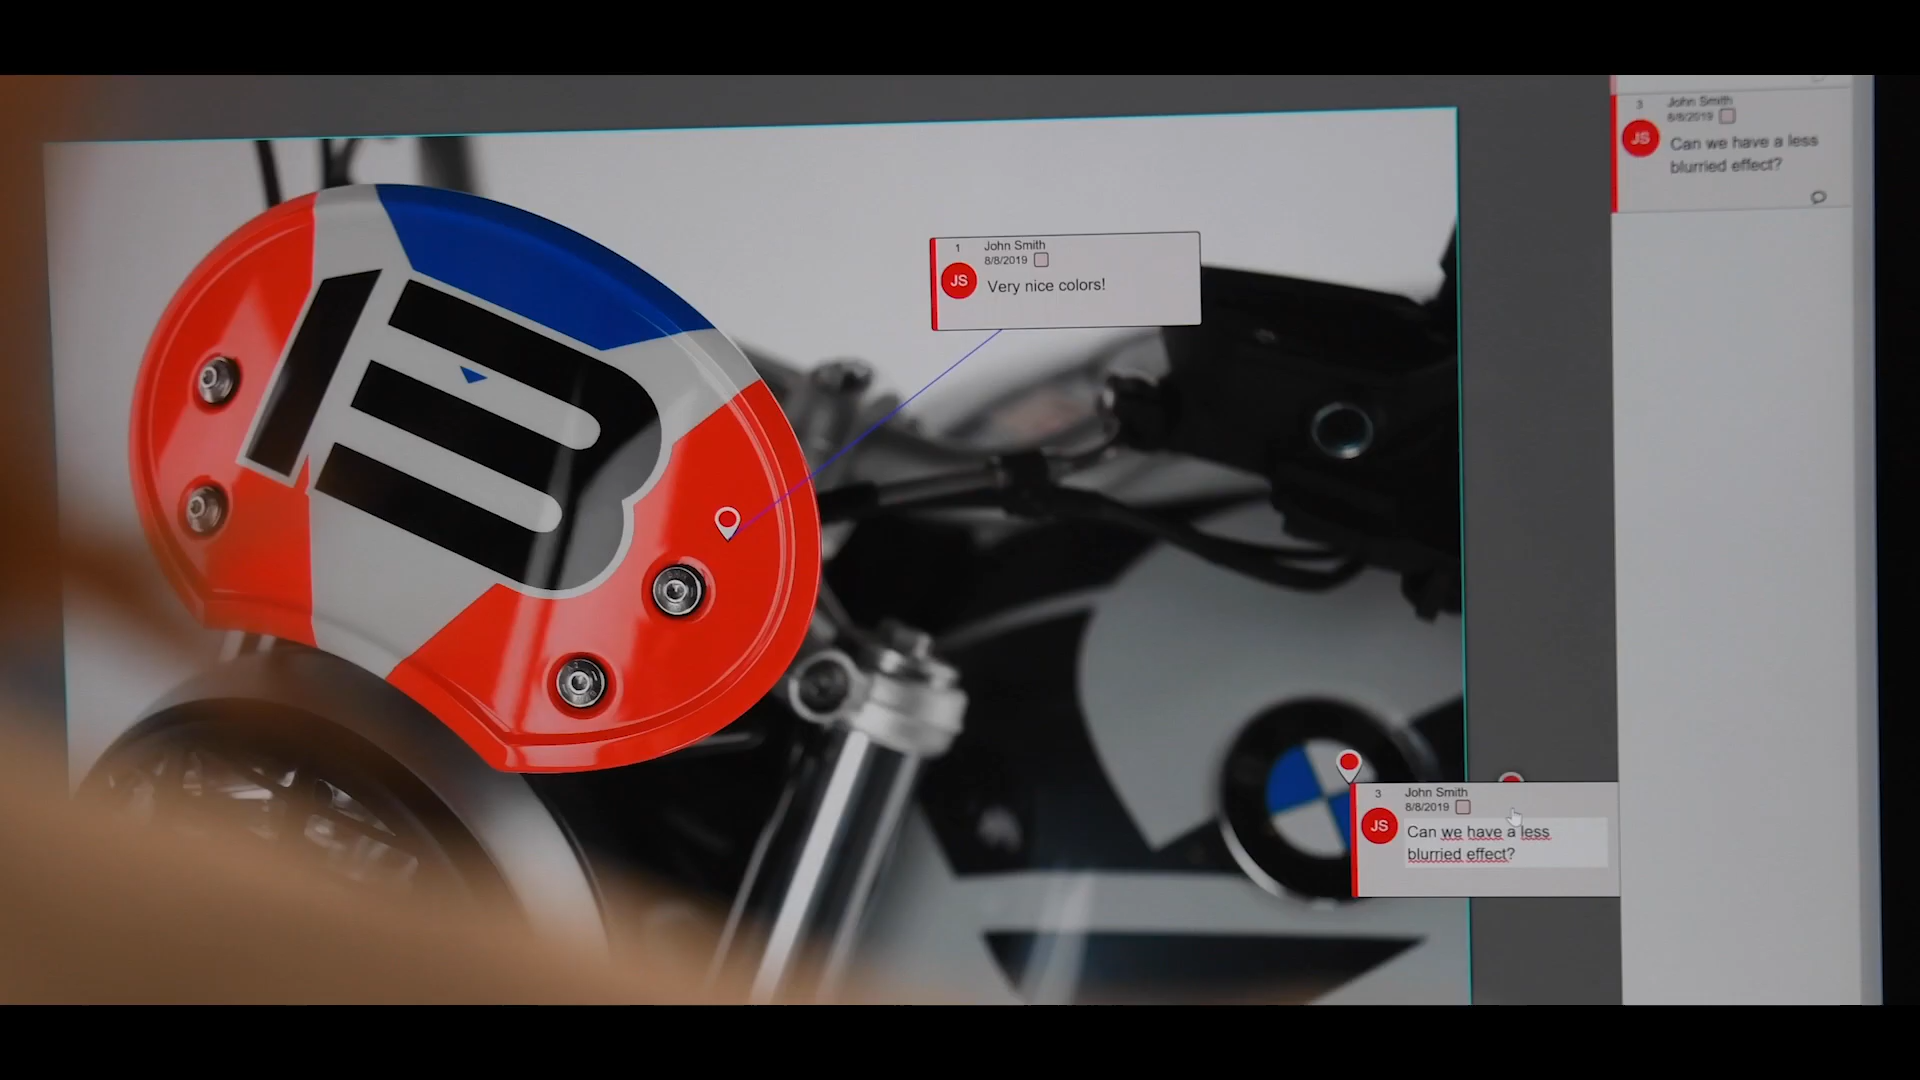 3 John Smith
8/8/2019
JS
Can we have a less
blurried effect?
1 John Smith
8/8/2019
JS
Very nice colors!
13
3 John Smith
8/8/2019
JS
Can we have a less
blurried effect?